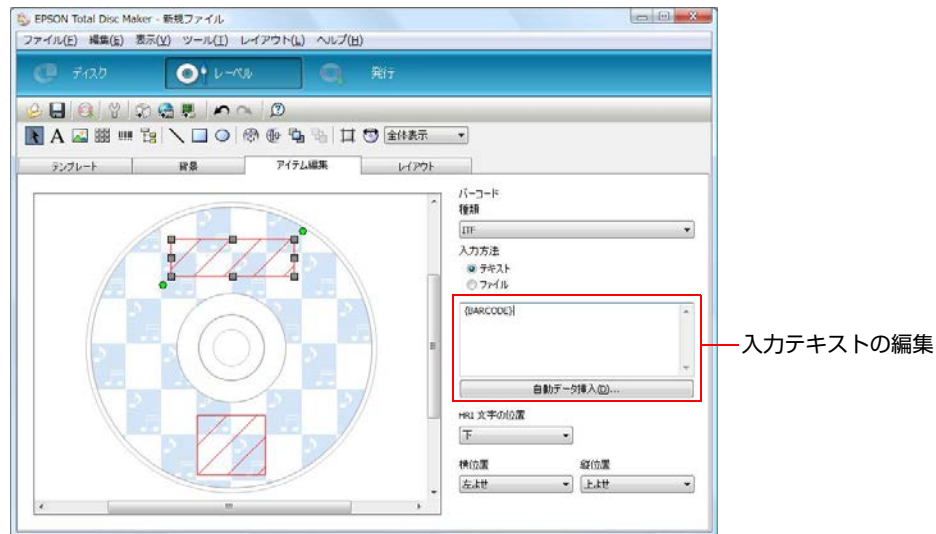 EPSON Total Disc Maker - 新規ファイル
ファイル(F) 編集(E) 表示(V) ツール(T) レイアウト(L) ヘルプ(H)
ディスク レーベル 発行
全体表示
テンプレート 背景 アイテム編集 レイアウト
バーコード
種類
ITF
入力方法
テキスト
ファイル
{BARCODE}
入力テキストの編集
自動データ挿入(D)...
HRI 文字の位置
下
横位置 縦位置
左よせ 上よせ